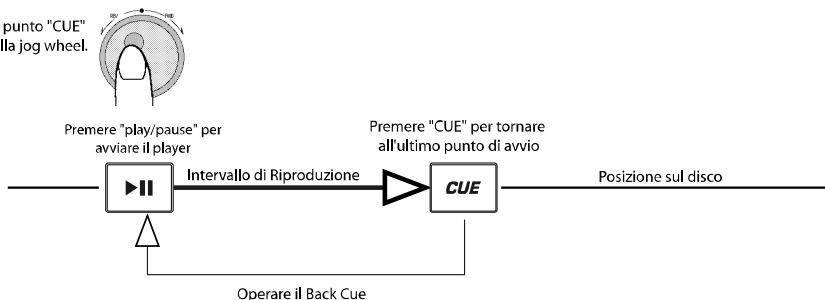 punto "CUE"
lla jog wheel.
REV
FWD
Premere "play/pause" per
avviare il player
Premere "CUE" per tornare
all'ultimo punto di avvio
Intervallo di Riproduzione
CUE
Posizione sul disco
Operare il Back Cue